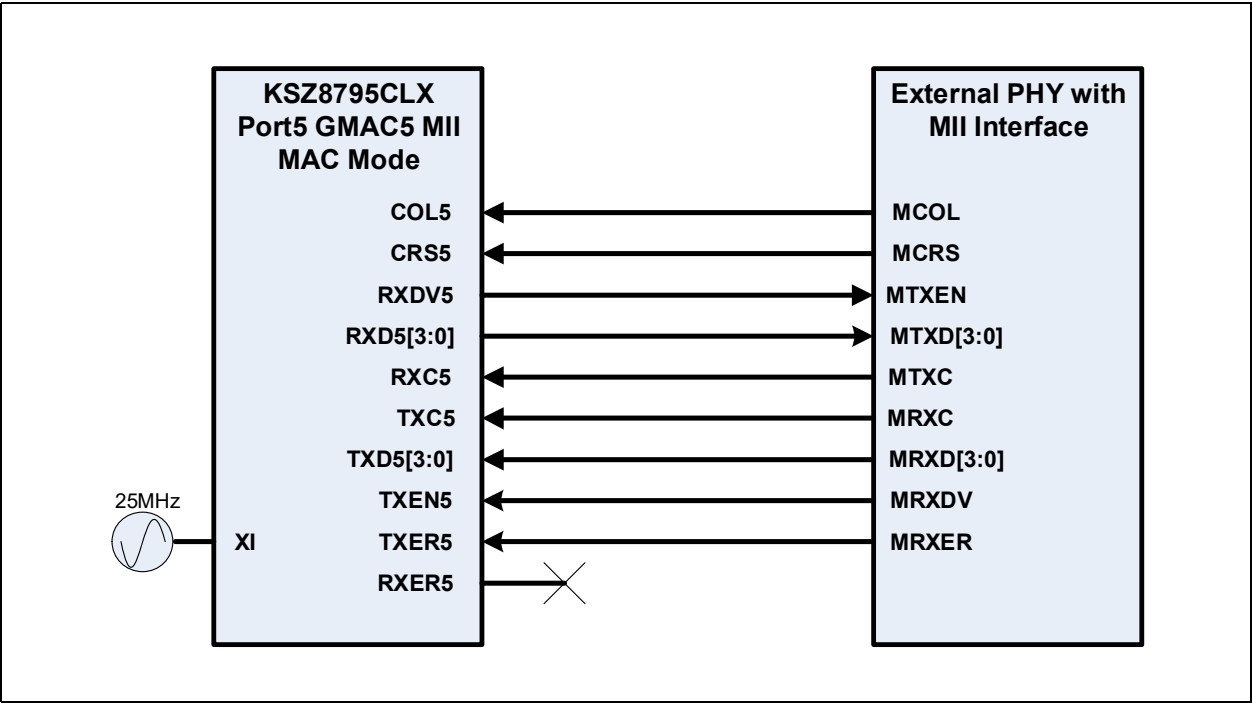 KSZ8795CLX
Port5 GMAC5 MII
MAC Mode
External PHY with
MII Interface
COL5
MCOL
CRS5
MCRS
RXDV5
MTXEN
RXD5[3:0]
MTXD[3:0]
RXC5
MTXC
TXC5
MRXC
TXD5[3:0]
MRXD[3:0]
25MHz
TXEN5
MRXDV
XI
TXER5
MRXER
RXER5